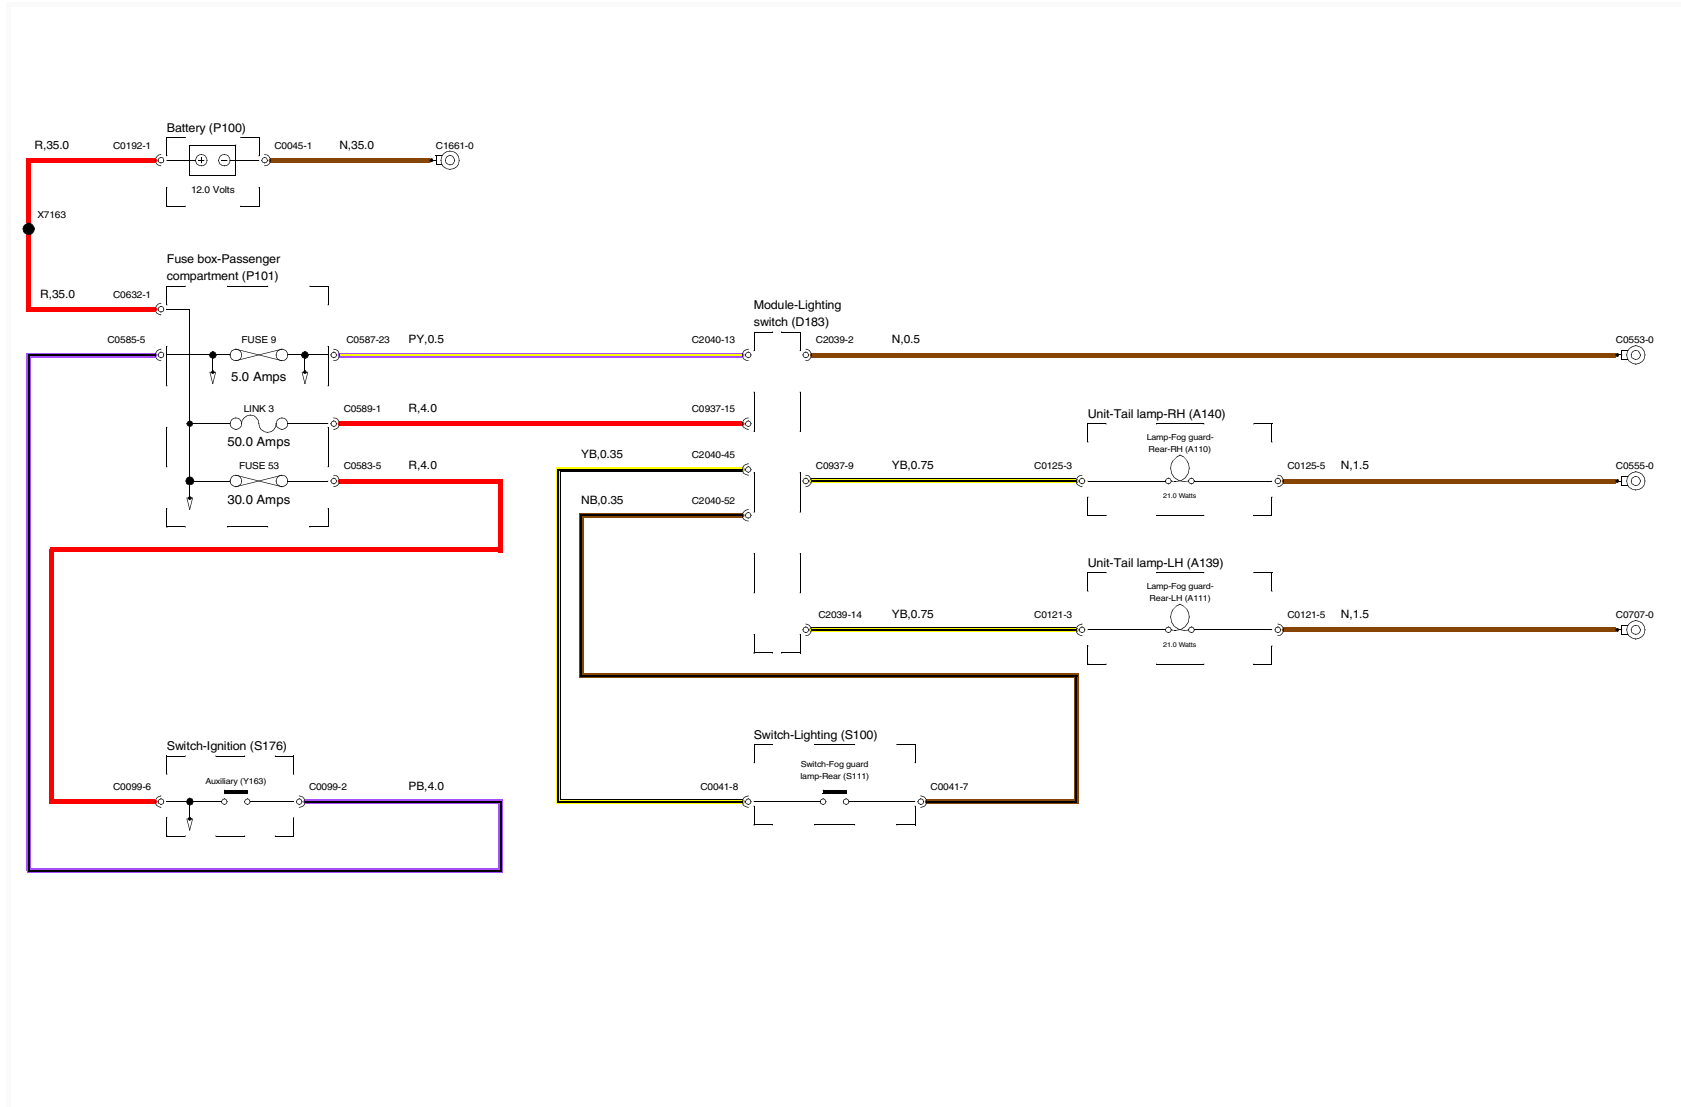 Battery (P100)
R,35.0
C0192-1
C0045-1
N,35.0
C1661-0
12.0 Volts
X7163
Fuse box-Passenger
compartment (P101)
R,35.0
C0632-1
Module-Lighting
switch (D183)
C0585-5
FUSE 9
C0587-23
PY,0.5
C2040-13
C2039-2
N,0.5
C0553-0
5.0 Amps
LINK 3
C0589-1
R,4.0
C0937-15
Unit-Tail lamp-RH (A140)
50.0 Amps
Lamp-Fog guard-
Rear-RH (A110)
YB,0.35
C2040-45
FUSE 53
C0583-5
R,4.0
C0937-9
YB,0.75
C0125-3
C0125-5
N,1.5
C0555-0
30.0 Amps
21.0 Watts
NB,0.35
C2040-52
Unit-Tail lamp-LH (A139)
Lamp-Fog guard-
Rear-LH (A111)
C2039-14
YB,0.75
C0121-3
C0121-5
N,1.5
C0707-0
21.0 Watts
Switch-Lighting (S100)
Switch-Ignition (S176)
Switch-Fog guard
lamp-Rear (S111)
Auxiliary (Y163)
C0099-6
C0099-2
PB,4.0
C0041-8
C0041-7